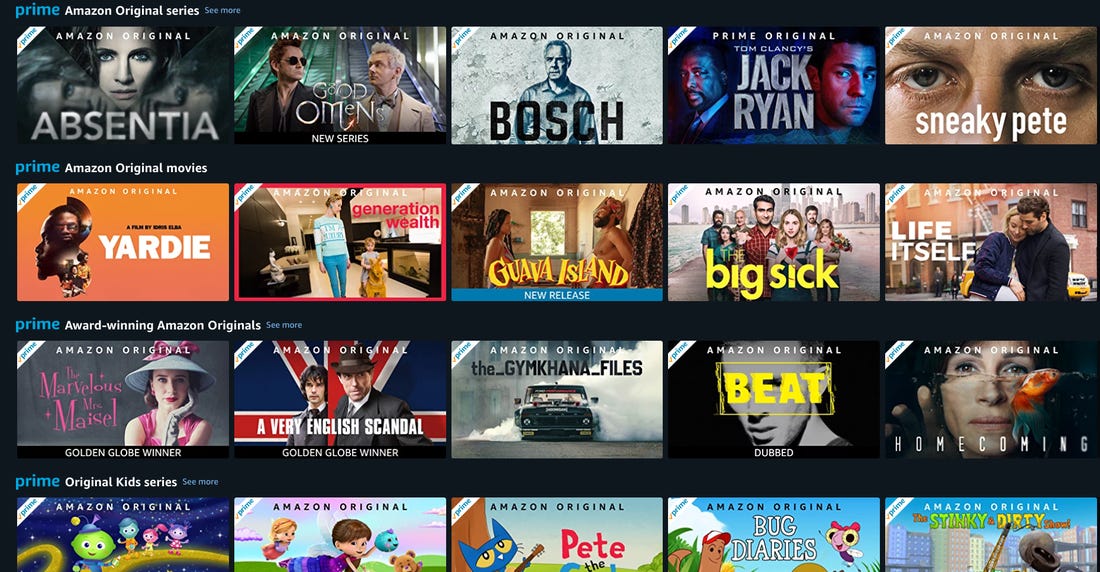 prime Amazon Original series See more
prime AMAZON ORIGINAL
ABSENTIA
prime AMAZON ORIGINAL
GOOD
OMENS
NEW SERIES
prime AMAZON ORIGINAL
BOSCH
prime PRIME ORIGINAL
TOM CLANCY'S
JACK
RYAN
prime AMAZON ORIGINAL
sneaky pete
prime Amazon Original movies
prime AMAZON ORIGINAL
A FILM BY IDRIS ELBA
YARDIE
prime AMAZON ORIGINAL
generation
wealth
prime AMAZON ORIGINAL
GUAVA ISLAND
NEW RELEASE
prime AMAZON ORIGINAL
THE
big sick
prime AMAZON ORIGINAL
LIFE
ITSELF
prime Award-winning Amazon Originals See more
prime AMAZON ORIGINAL
The
Marvelous
Mrs.
Maisel
GOLDEN GLOBE WINNER
prime AMAZON ORIGINAL
A VERY ENGLISH SCANDAL
GOLDEN GLOBE WINNER
prime AMAZON ORIGINAL
the_GYMKHANA_FILES
prime AMAZON ORIGINAL
BEAT
DUBBED
prime AMAZON ORIGINAL
HOMECOMING
prime Original Kids series See more
prime AMAZON ORIGINAL
prime AMAZON ORIGINAL
prime AMAZON ORIGINAL
Pete
the
prime AMAZON ORIGINAL
BUG
DIARIES
prime AMAZON ORIGINAL
The STINKY & DIRTY Show!